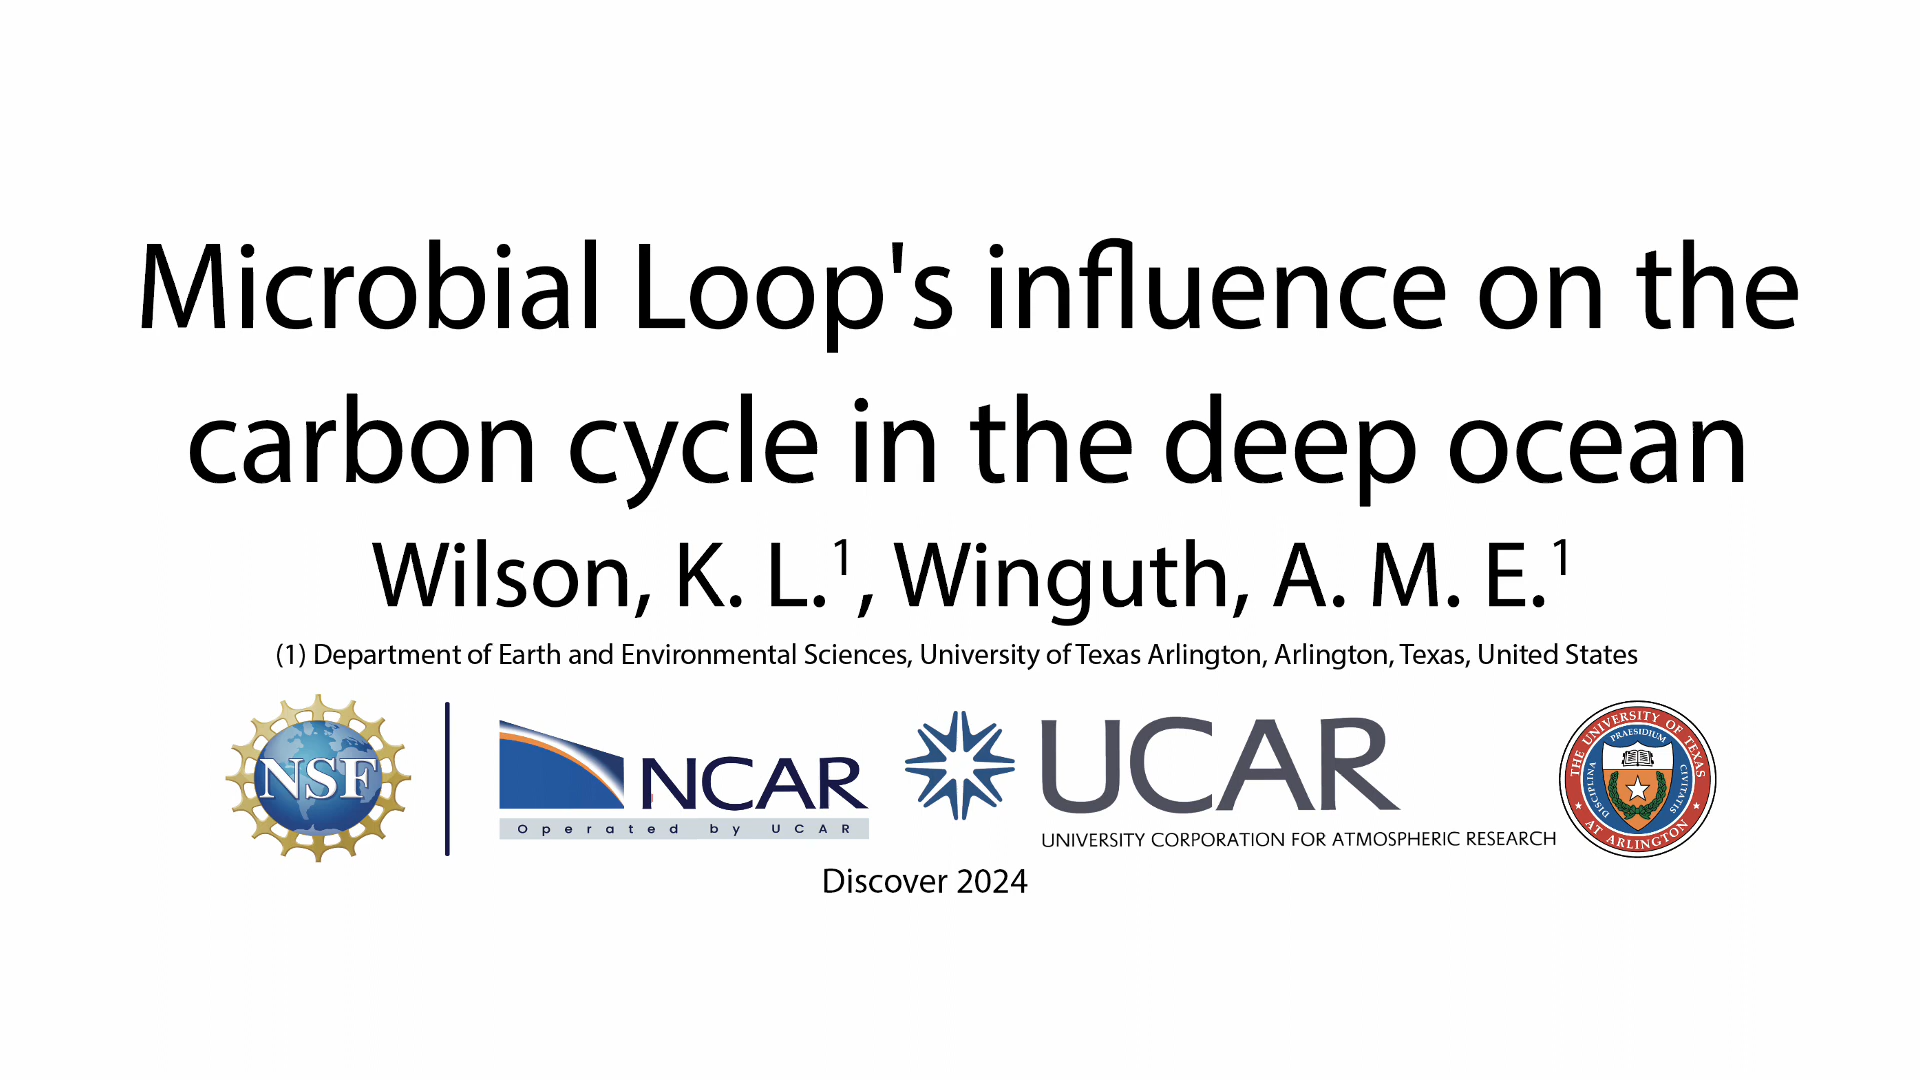 Microbial Loop's influence on the
carbon cycle in the deep ocean
Wilson, K. L.¹, Winguth, A. M. E.¹
(1) Department of Earth and Environmental Sciences, University of Texas Arlington, Arlington, Texas, United States
NSF
NCAR
Operated by UCAR
UCAR
UNIVERSITY CORPORATION FOR ATMOSPHERIC RESEARCH
THE UNIVERSITY OF TEXAS
AT ARLINGTON
DISCIPLINA PRAESIDIUM CIVITATIS
Discover 2024